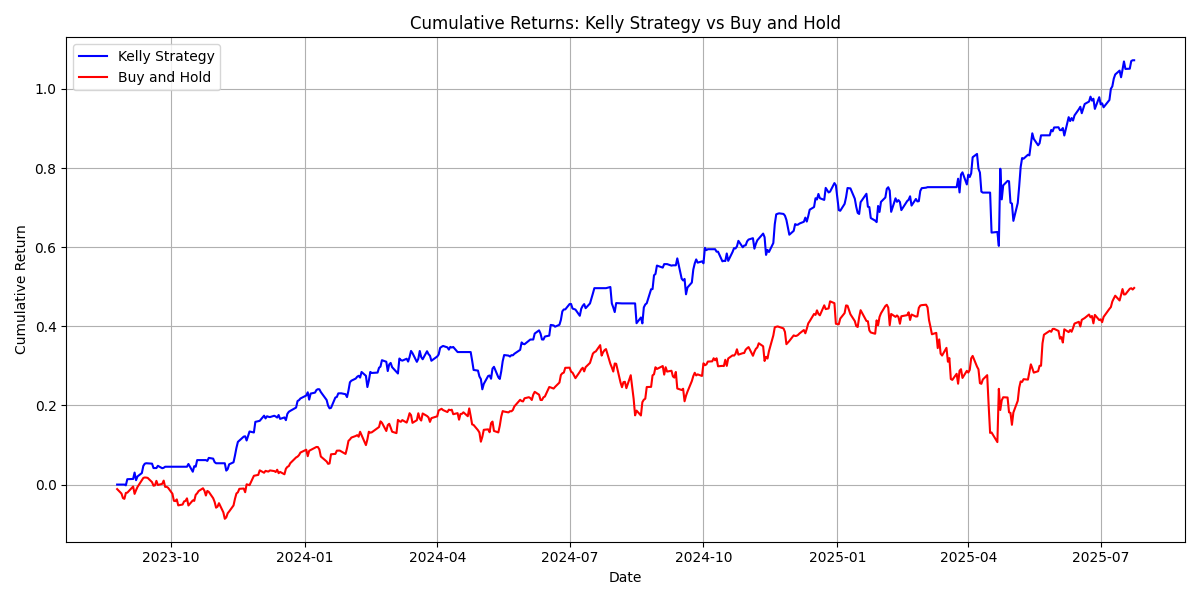 Cumulative Returns: Kelly Strategy vs Buy and Hold
Kelly Strategy
Buy and Hold
Cumulative Return
1.0
0.8
0.6
0.4
0.2
0.0
2023-10
2024-01
2024-04
2024-07
2024-10
2025-01
2025-04
2025-07
Date